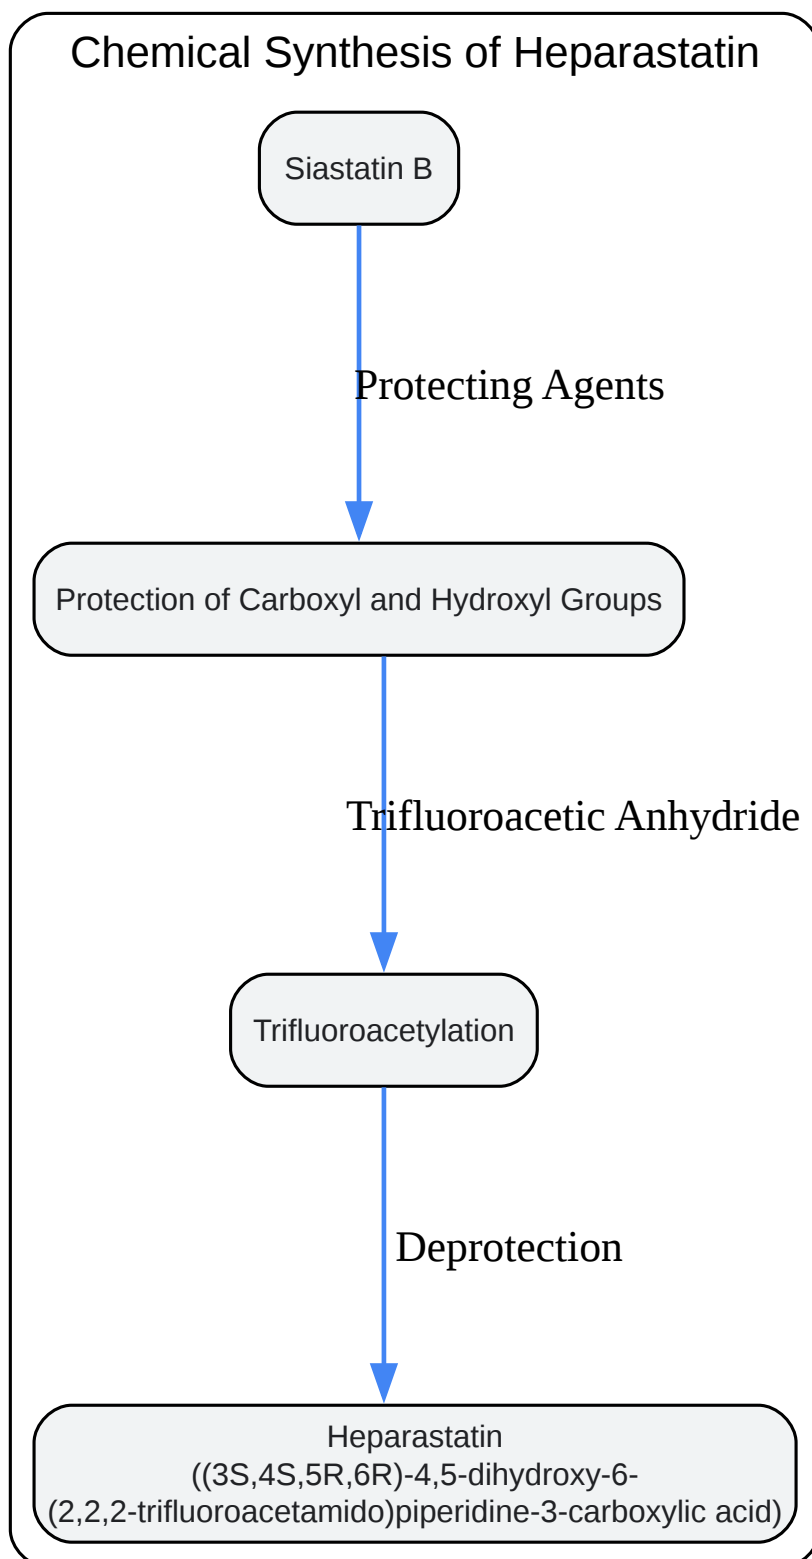 Chemical Synthesis of Heparastatin
Siastatin B
Protecting Agents
Protection of Carboxyl and Hydroxyl Groups
Trifluoroacetic Anhydride
Trifluoroacetylation
Deprotection
Heparastatin
((3S,4S,5R,6R)-4,5-dihydroxy-6-
(2,2,2-trifluoroacetamido)piperidine-3-carboxylic acid)